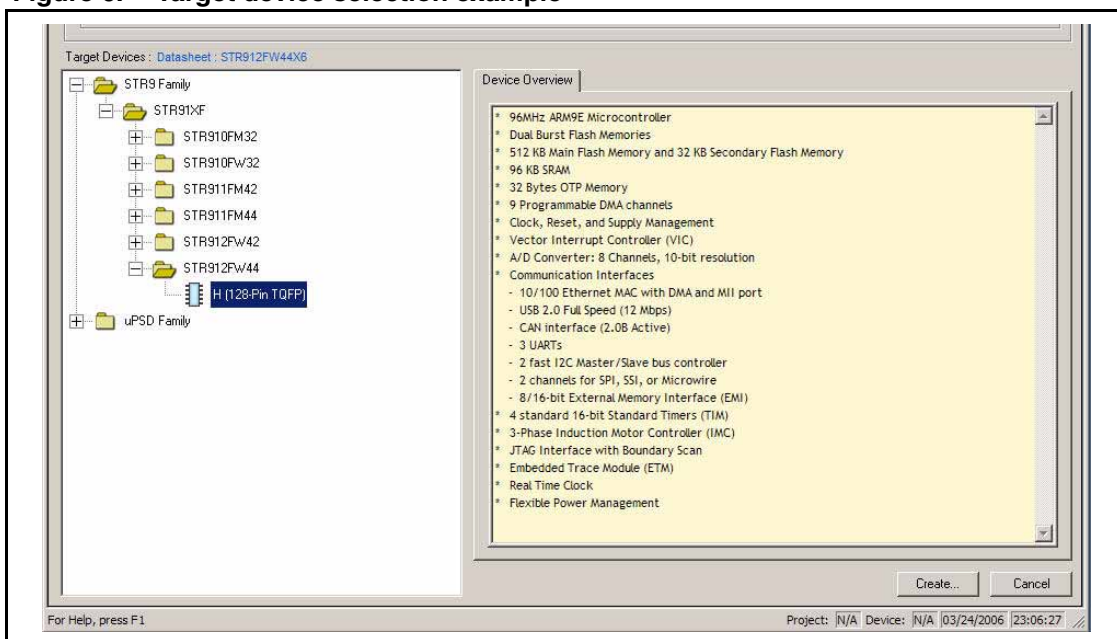 Target device selection example
Target Devices : Datasheet : STR912FW44X6
STR9 Family
STR91XF
STR910FM32
STR910FW32
STR911FM42
STR911FM44
STR912FW42
STR912FW44
H (128-Pin TQFP)
uPSD Family
Device Overview
* 96MHz ARM9E Microcontroller
* Dual Burst Flash Memories
* 512 KB Main Flash Memory and 32 KB Secondary Flash Memory
* 96 KB SRAM
* 32 Bytes OTP Memory
* 9 Programmable DMA channels
* Clock, Reset, and Supply Management
* Vector Interrupt Controller (VIC)
* A/D Converter: 8 Channels, 10-bit resolution
* Communication Interfaces
- 10/100 Ethernet MAC with DMA and MII port
- USB 2.0 Full Speed (12 Mbps)
- CAN interface (2.0B Active)
- 3 UARTs
- 2 fast I2C Master/Slave bus controller
- 2 channels for SPI, SSI, or Microwire
- 8/16-bit External Memory Interface (EMI)
* 4 standard 16-bit Standard Timers (TIM)
* 3-Phase Induction Motor Controller (IMC)
* JTAG Interface with Boundary Scan
* Embedded Trace Module (ETM)
* Real Time Clock
* Flexible Power Management
Create... Cancel
For Help, press F1 Project: N/A Device: N/A 03/24/2006 23:06:27